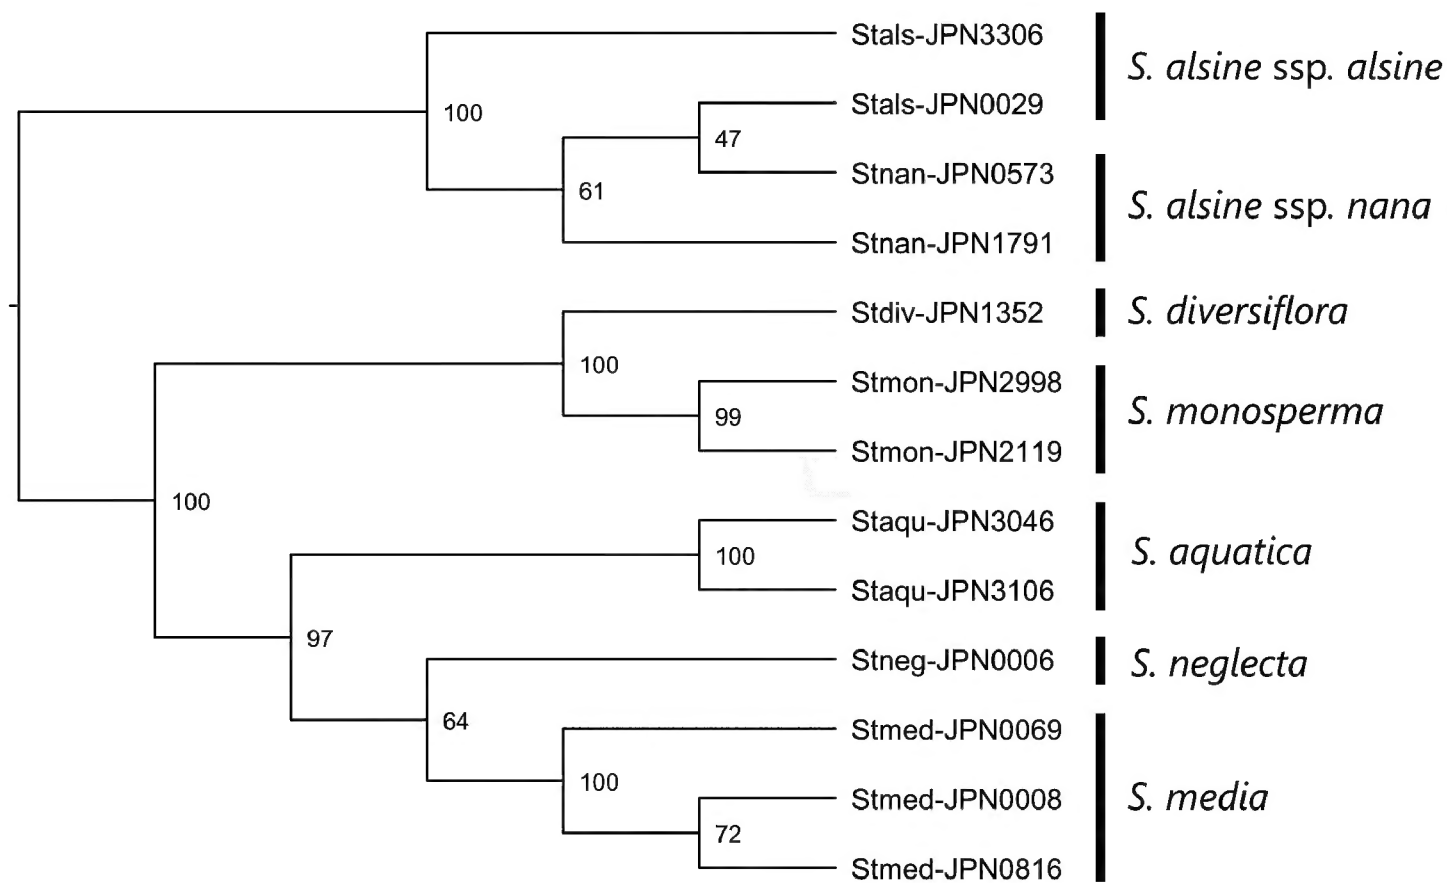 Stals-JPN3306
S. alsine ssp. alsine
100
Stals-JPN0029
47
Stnan-JPN0573
61
S. alsine ssp. nana
Stnan-JPN1791
Stdiv-JPN1352
S. diversiflora
100
Stmon-JPN2998
99
S. monosperma
Stmon-JPN2119
100
Staqu-JPN3046
100
S. aquatica
Staqu-JPN3106
97
Stneg-JPN0006
S. neglecta
64
Stmed-JPN0069
100
Stmed-JPN0008
S. media
72
Stmed-JPN0816